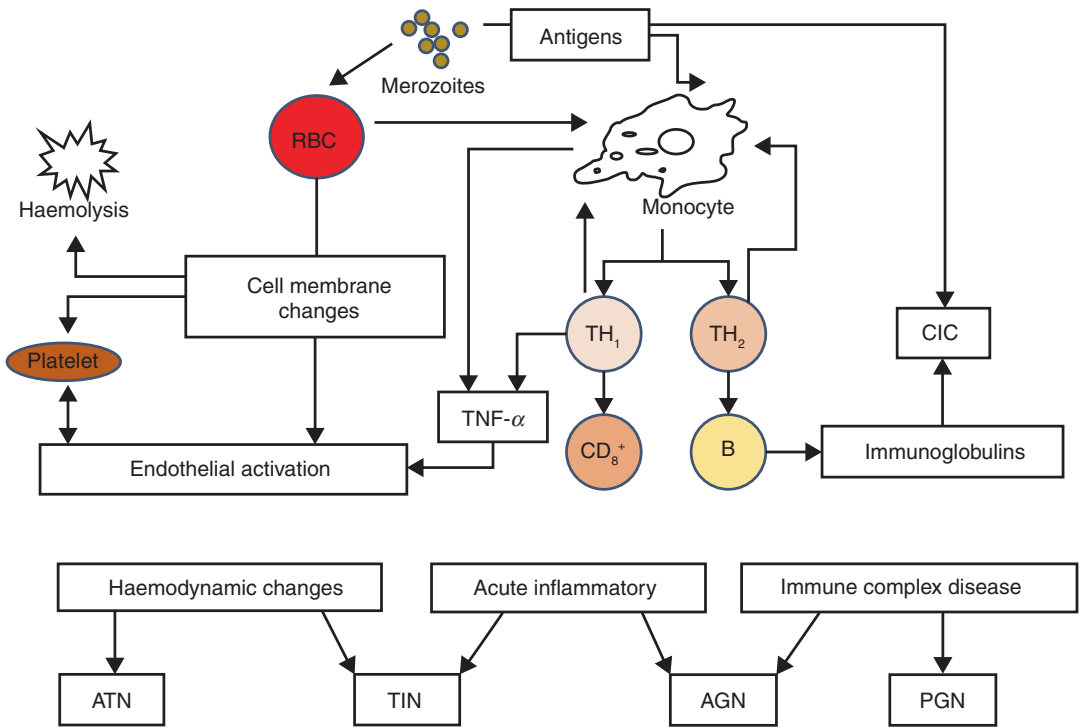 Antigens
Merozoites
RBC
Haemolysis
Monocyte
Cell membrane
changes
TH₁
TH₂
CIC
Platelet
TNF-α
Endothelial activation
CD₈⁺
B
Immunoglobulins
Haemodynamic changes
Acute inflammatory
Immune complex disease
ATN
TIN
AGN
PGN